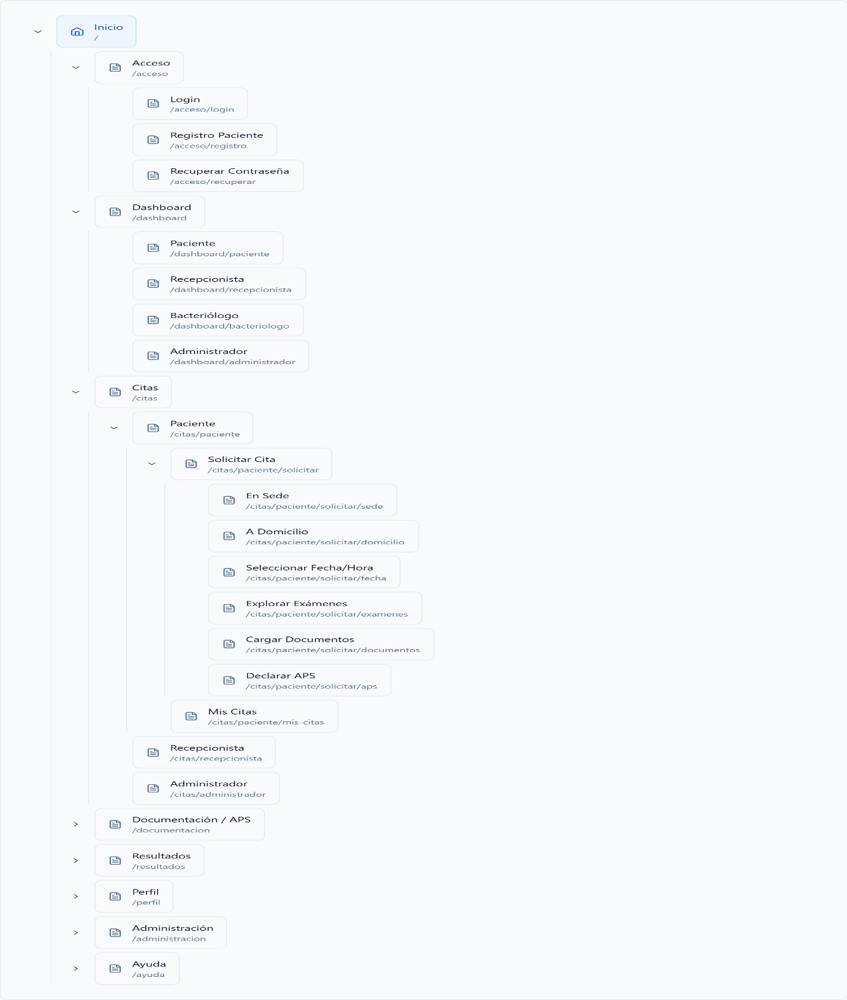 Inicio
/
Acceso
/acceso
Login
/acceso/login
Registro Paciente
/acceso/registro
Recuperar Contraseña
/acceso/recuperar
Dashboard
/dashboard
Paciente
/dashboard/paciente
Recepcionista
/dashboard/recepcionista
Bacteriólogo
/dashboard/bacteriologo
Administrador
/dashboard/administrador
Citas
/citas
Paciente
/citas/paciente
Solicitar Cita
/citas/paciente/solicitar
En Sede
/citas/paciente/solicitar/sede
A Domicilio
/citas/paciente/solicitar/domicilio
Seleccionar Fecha/Hora
/citas/paciente/solicitar/fecha
Explorar Exámenes
/citas/paciente/solicitar/examenes
Cargar Documentos
/citas/paciente/solicitar/documentos
Declarar APS
/citas/paciente/solicitar/aps
Mis Citas
/citas/paciente/mis-citas
Recepcionista
/citas/recepcionista
Administrador
/citas/administrador
Documentación / APS
/documentacion
Resultados
/resultados
Perfil
/perfil
Administración
/administracion
Ayuda
/ayuda